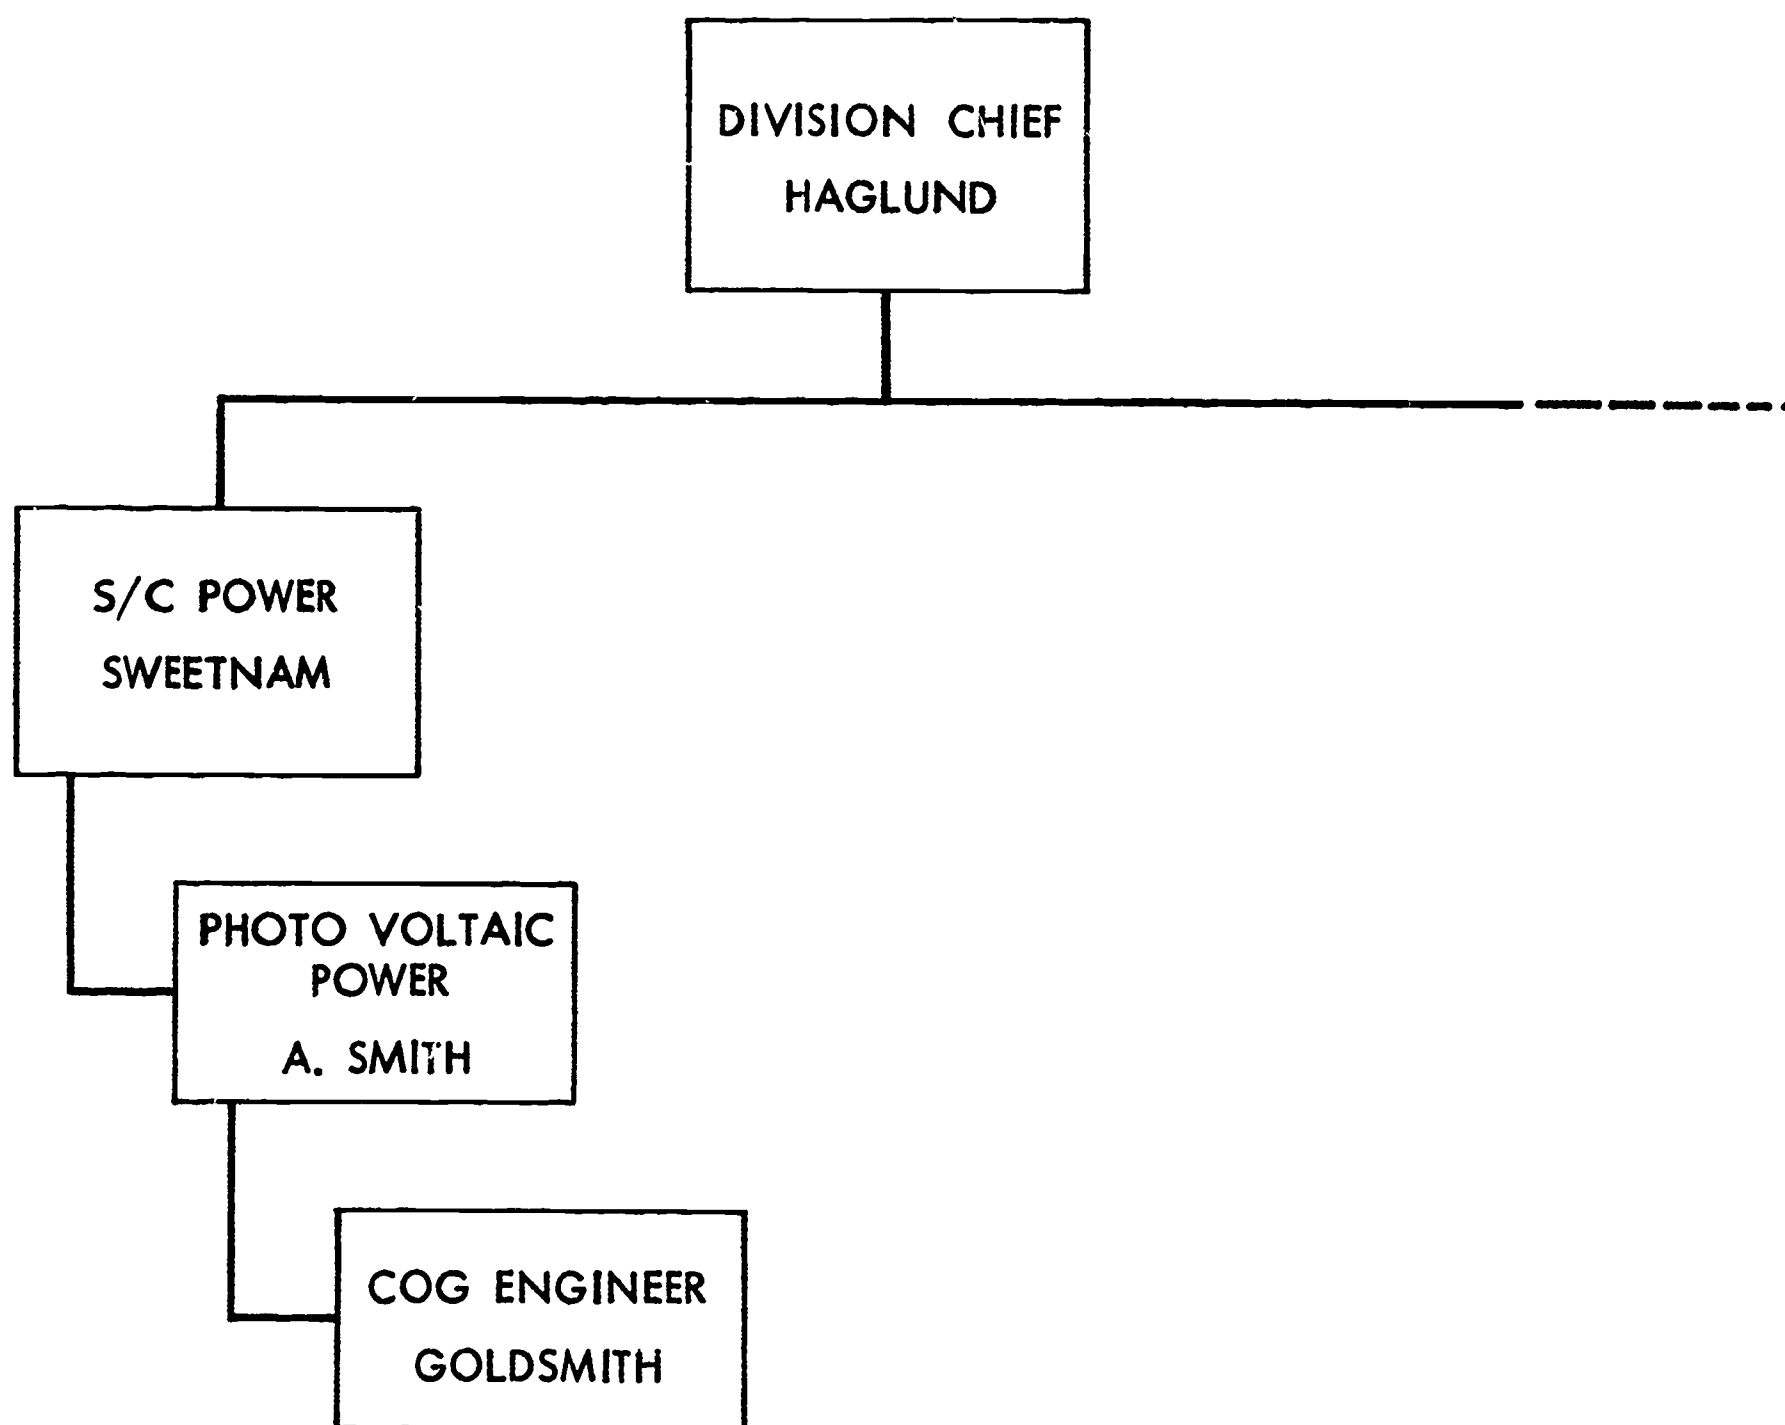 DIVISION CHIEF
HAGLUND
S/C POWER
SWEETNAM
PHOTO VOLTAIC
POWER
A. SMITH
COG ENGINEER
GOLDSMITH